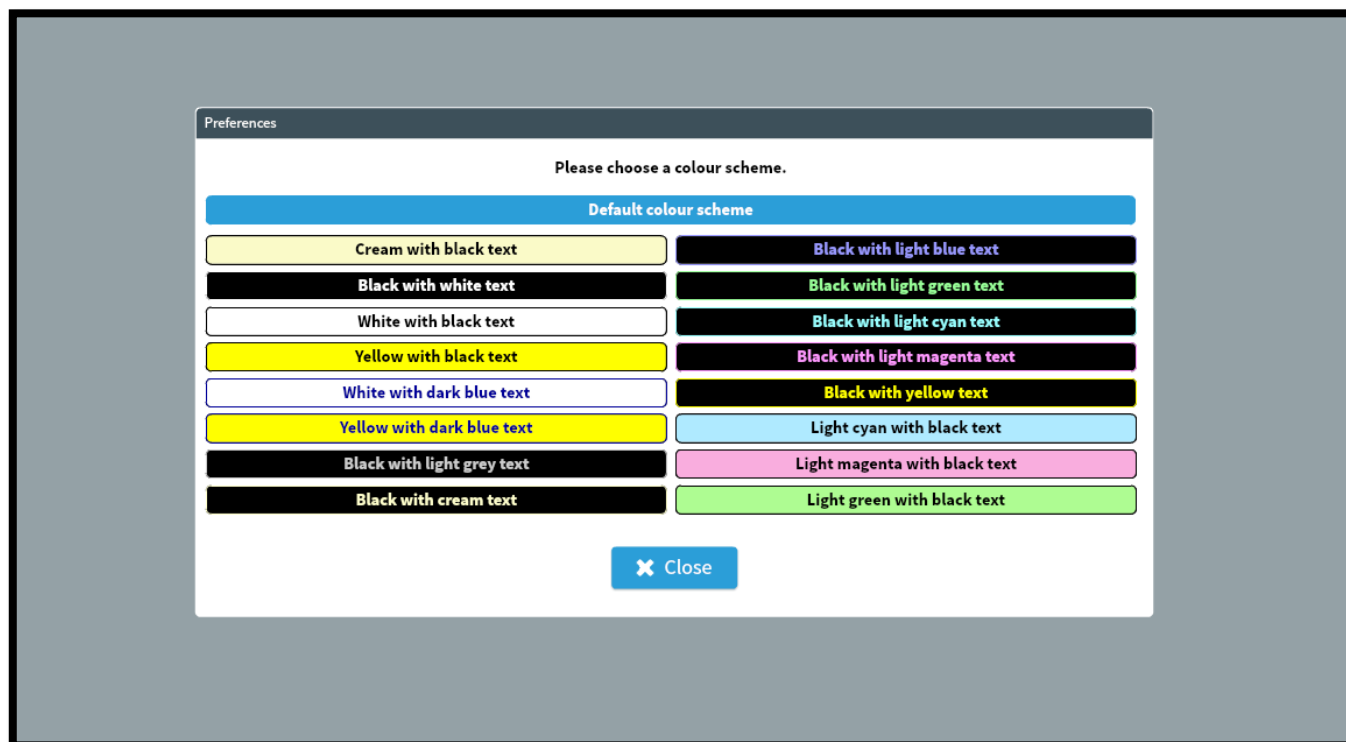 Preferences
Please choose a colour scheme.
Default colour scheme
Cream with black text
Black with light blue text
Black with white text
Black with light green text
White with black text
Black with light cyan text
Yellow with black text
Black with light magenta text
White with dark blue text
Black with yellow text
Yellow with dark blue text
Light cyan with black text
Black with light grey text
Light magenta with black text
Black with cream text
Light green with black text
Close